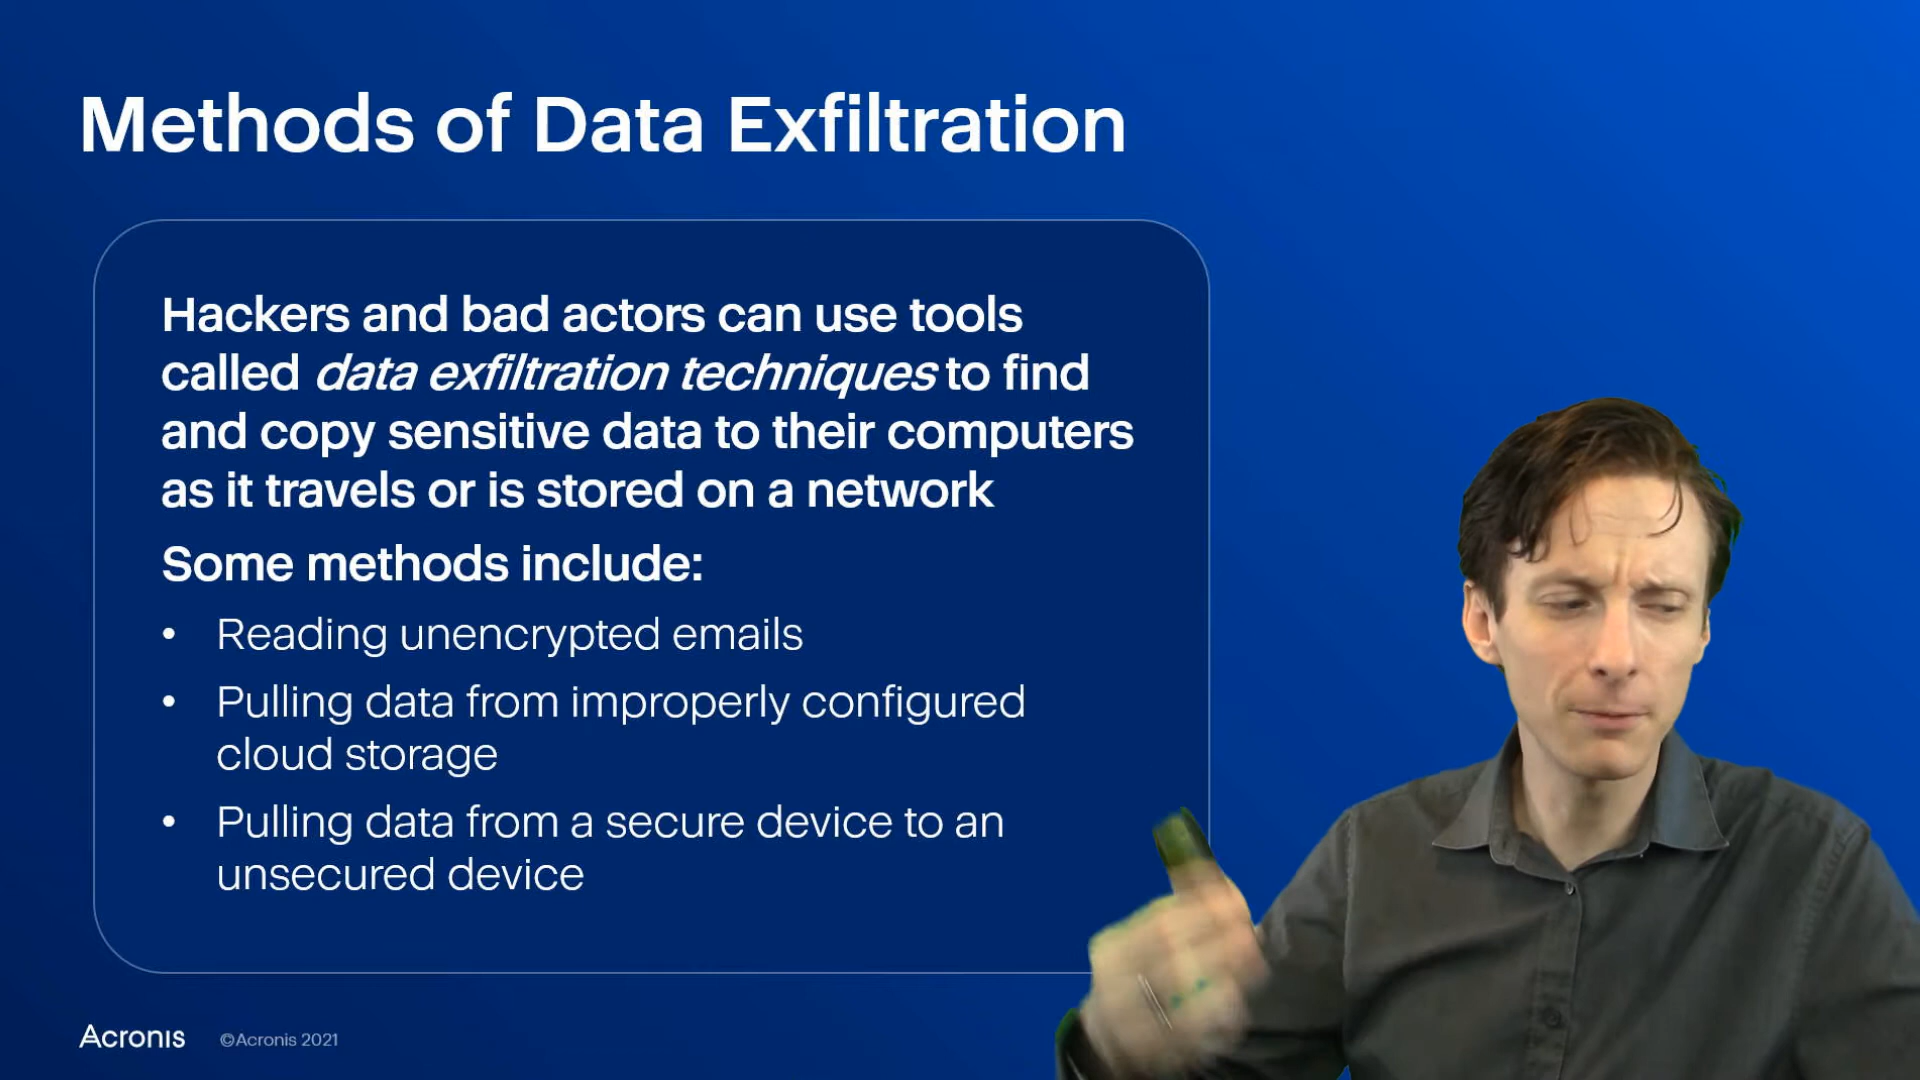 Methods of Data Exfiltration
Hackers and bad actors can use tools
called data exfiltration techniques to find
and copy sensitive data to their computers
as it travels or is stored on a network
Some methods include:
• Reading unencrypted emails
• Pulling data from improperly configured
cloud storage
• Pulling data from a secure device to an
unsecured device
Acronis ©Acronis 2021